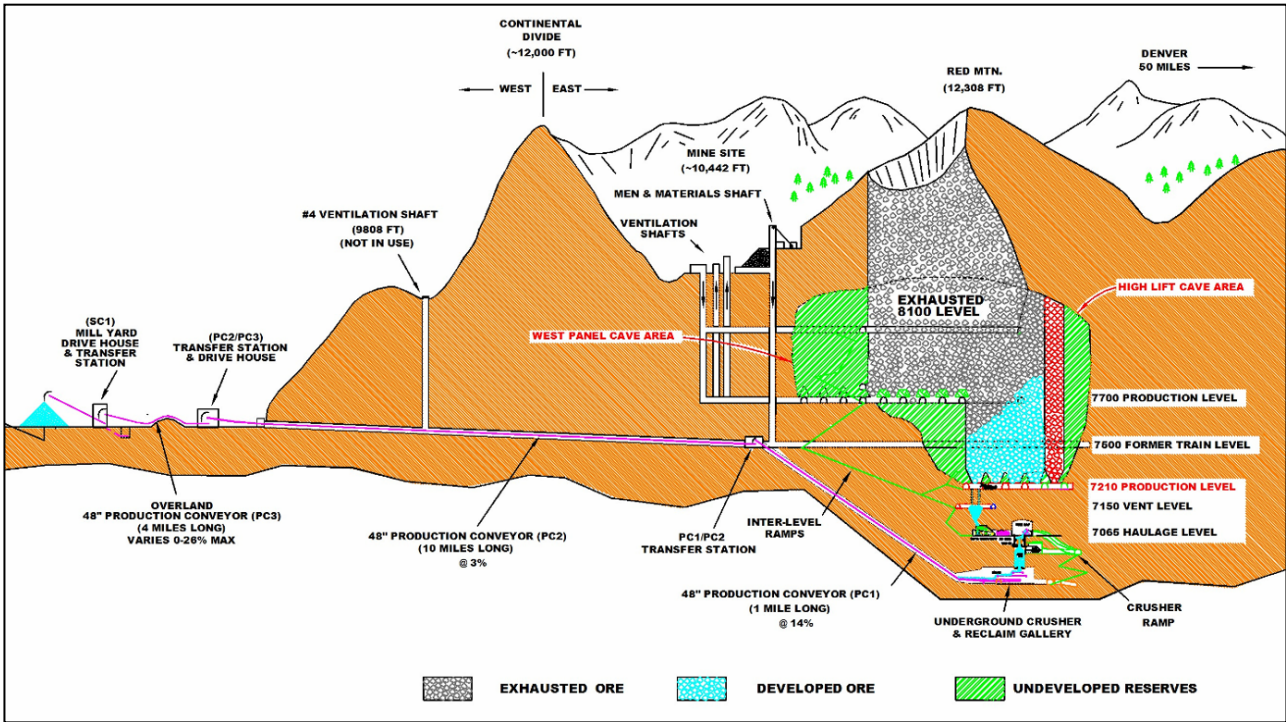 CONTINENTAL
DIVIDE
(~12,000 FT)
WEST
EAST
DENVER
50 MILES
RED MTN.
(12,308 FT)
MINE SITE
(~10,442 FT)
MEN & MATERIALS SHAFT
#4 VENTILATION SHAFT
(9808 FT)
(NOT IN USE)
VENTILATION
SHAFTS
HIGH LIFT CAVE AREA
EXHAUSTED
8100 LEVEL
WEST PANEL CAVE AREA
(SC1)
MILL YARD
DRIVE HOUSE
& TRANSFER
STATION
(PC2/PC3)
TRANSFER STATION
& DRIVE HOUSE
7700 PRODUCTION LEVEL
7500 FORMER TRAIN LEVEL
7210 PRODUCTION LEVEL
7150 VENT LEVEL
7065 HAULAGE LEVEL
OVERLAND
48" PRODUCTION CONVEYOR (PC3)
(4 MILES LONG)
VARIES 0-26% MAX
48" PRODUCTION CONVEYOR (PC2)
(10 MILES LONG)
@ 3%
PC1/PC2
TRANSFER STATION
INTER-LEVEL
RAMPS
48" PRODUCTION CONVEYOR (PC1)
(1 MILE LONG)
@ 14%
UNDERGROUND CRUSHER
& RECLAIM GALLERY
CRUSHER
RAMP
EXHAUSTED ORE
DEVELOPED ORE
UNDEVELOPED RESERVES